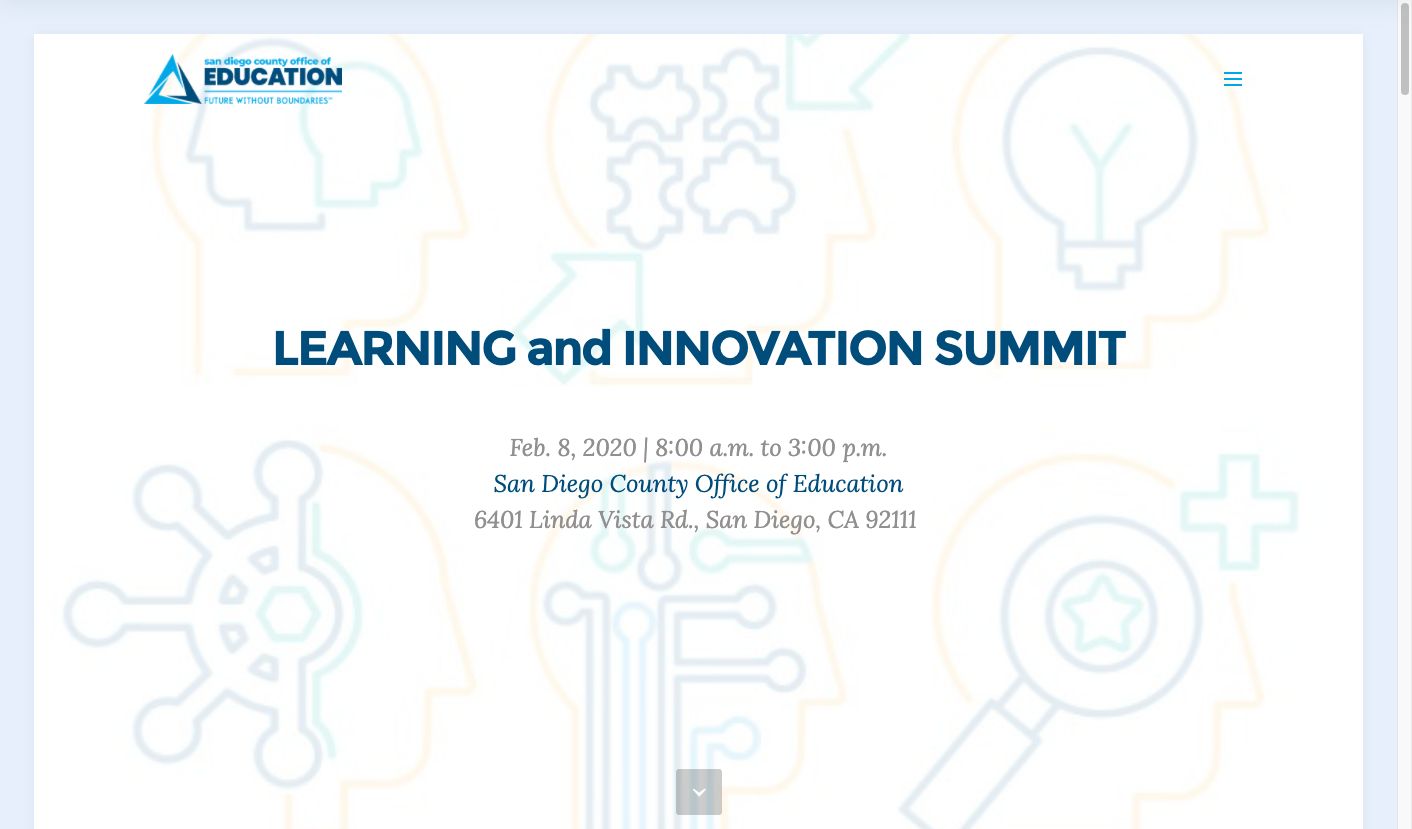 san diego county office of
EDUCATION
FUTURE WITHOUT BOUNDARIES™
LEARNING and INNOVATION SUMMIT
Feb. 8, 2020 | 8:00 a.m. to 3:00 p.m.
San Diego County Office of Education
6401 Linda Vista Rd., San Diego, CA 92111